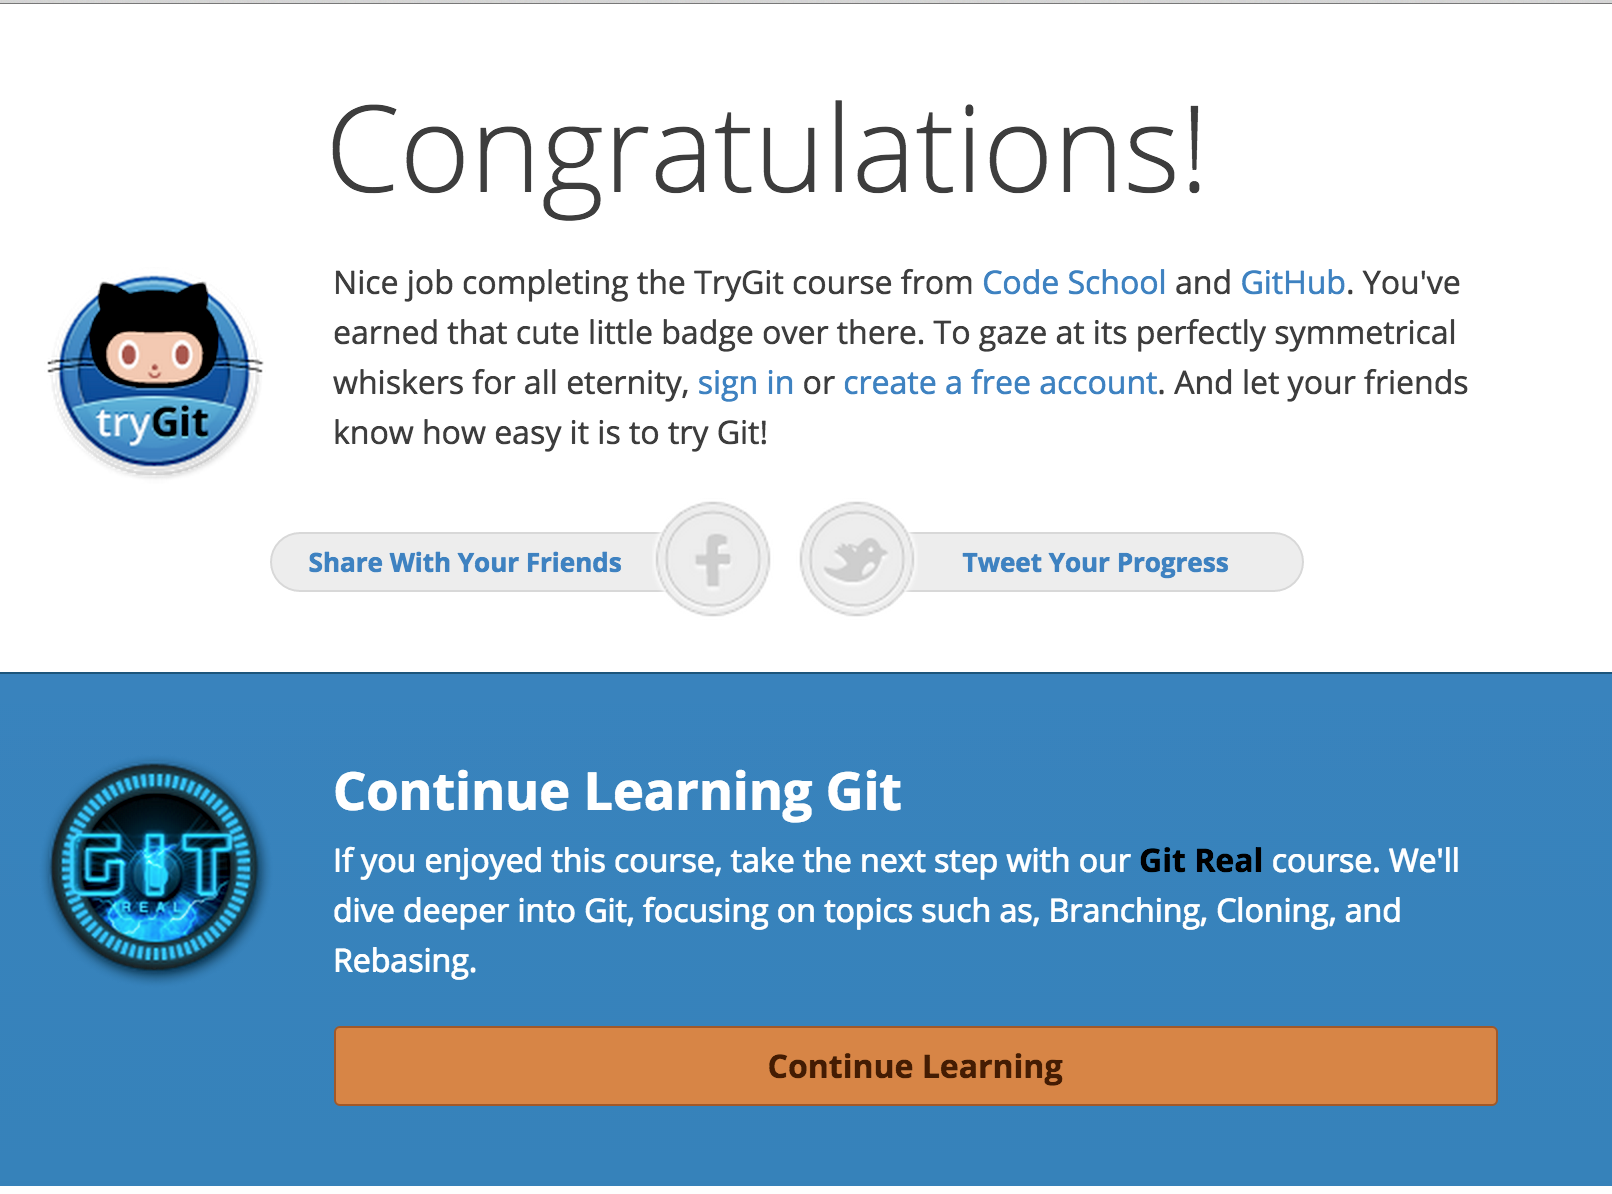 Congratulations!
Nice job completing the TryGit course from Code School and GitHub. You've
earned that cute little badge over there. To gaze at its perfectly symmetrical
whiskers for all eternity, sign in or create a free account. And let your friends
know how easy it is to try Git!
tryGit
Share With Your Friends
Tweet Your Progress
Continue Learning Git
If you enjoyed this course, take the next step with our Git Real course. We'll
dive deeper into Git, focusing on topics such as, Branching, Cloning, and
Rebasing.
GIT
REAL
Continue Learning